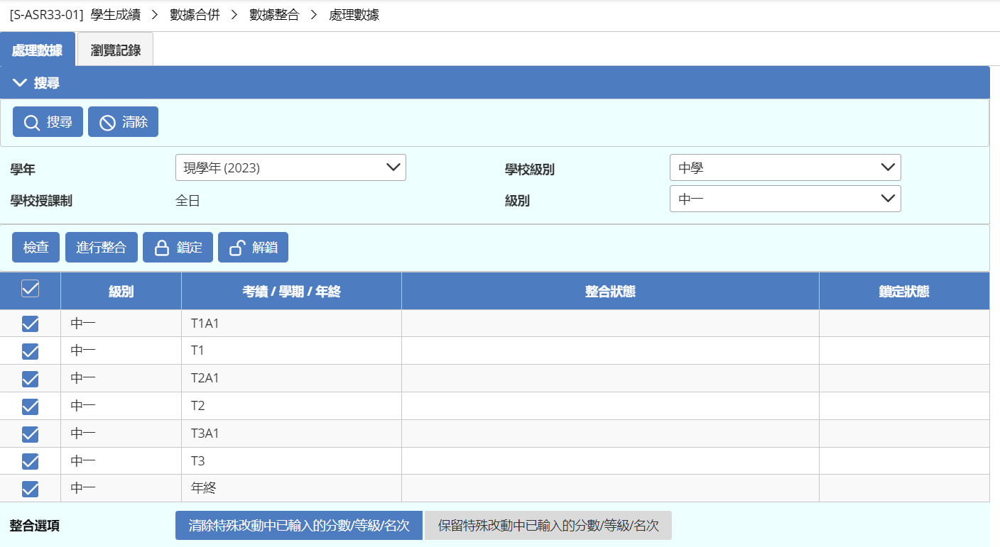 [S-ASR33-01] 學生成績 > 數據合併 > 數據整合 > 處理數據
處理數據 瀏覽記錄
搜尋
搜尋 清除
學年 現學年 (2023) 學校級別 中學
學校授課制 全日 級別 中一
檢查 進行整合 鎖定 解鎖
級別 考績 / 學期 / 年終 整合狀態 鎖定狀態
中一 T1A1
中一 T1
中一 T2A1
中一 T2
中一 T3A1
中一 T3
中一 年終
整合選項 清除特殊改動中已輸入的分數/等級/名次 保留特殊改動中已輸入的分數/等級/名次